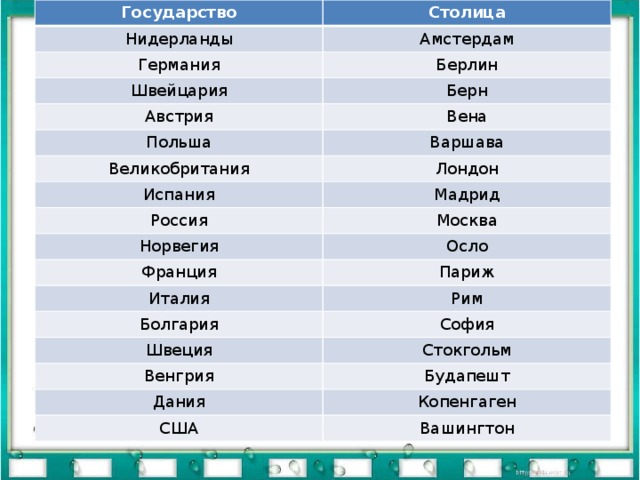 Государство Столица
Нидерланды Амстердам
Германия Берлин
Швейцария Берн
Австрия Вена
Польша Варшава
Великобритания Лондон
Испания Мадрид
Россия Москва
Норвегия Осло
Франция Париж
Италия Рим
Болгария София
Швеция Стокгольм
Венгрия Будапешт
Дания Копенгаген
США Вашингтон